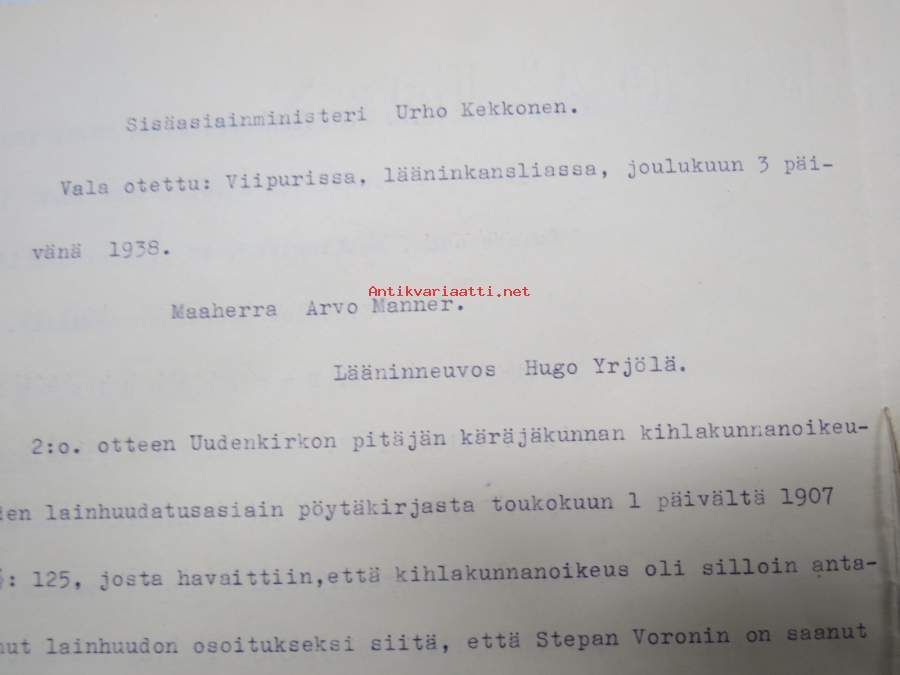 Sisäasiainministeri Urho Kekkonen.
Vala otettu: Viipurissa, lääninkansliassa, joulukuun 3 päi-
vänä 1938.
Antikvariaatti.net
Maaherra Arvo Manner.
Lääninneuvos Hugo Yrjölä.
2:o. otteen Uudenkirkon pitäjän käräjäkunnan kihlakunnanoikeu-
den lainhuudatusasiain pöytäkirjasta toukokuun 1 päivältä 1907
§: 125, josta havaittiin,että kihlakunnanoikeus oli silloin anta-
nut lainhuudon osoitukseksi siitä, että Stepan Voronin on saanut